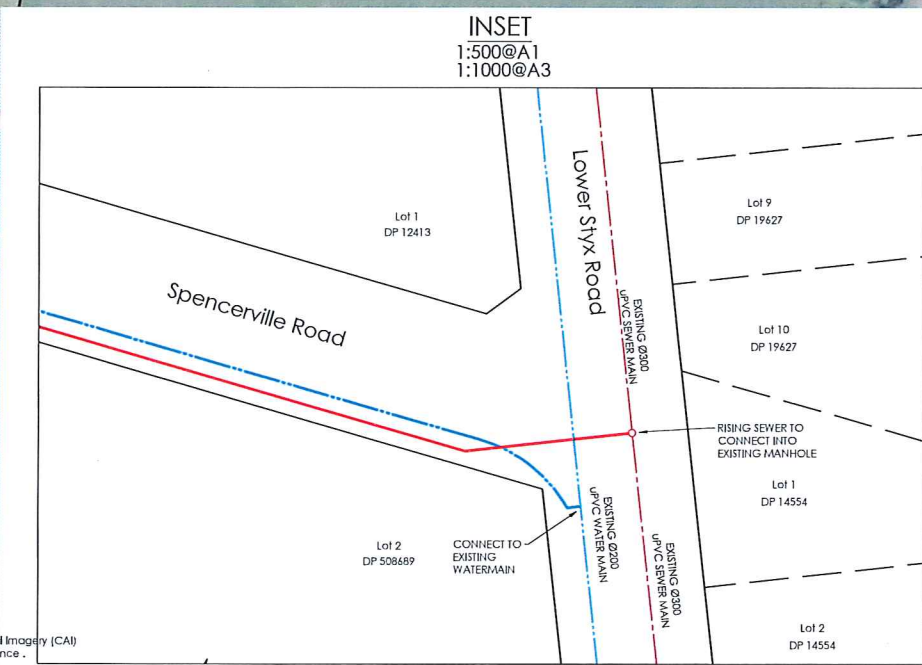 INSET
1:500@A1
1:1000@A3
Lot 1
DP 12413
Spencerville Road
Lower Styx Road
EXISTING Ø300
uPVC SEWER MAIN
Lot 9
DP 19627
Lot 10
DP 19627
RISING SEWER TO
CONNECT INTO
EXISTING MANHOLE
Lot 1
DP 14554
EXISTING Ø200
uPVC WATER MAIN
EXISTING Ø300
uPVC SEWER MAIN
CONNECT TO
EXISTING
WATERMAIN
Lot 2
DP 508689
Lot 2
DP 14554
Imagery (CAI)
nce .